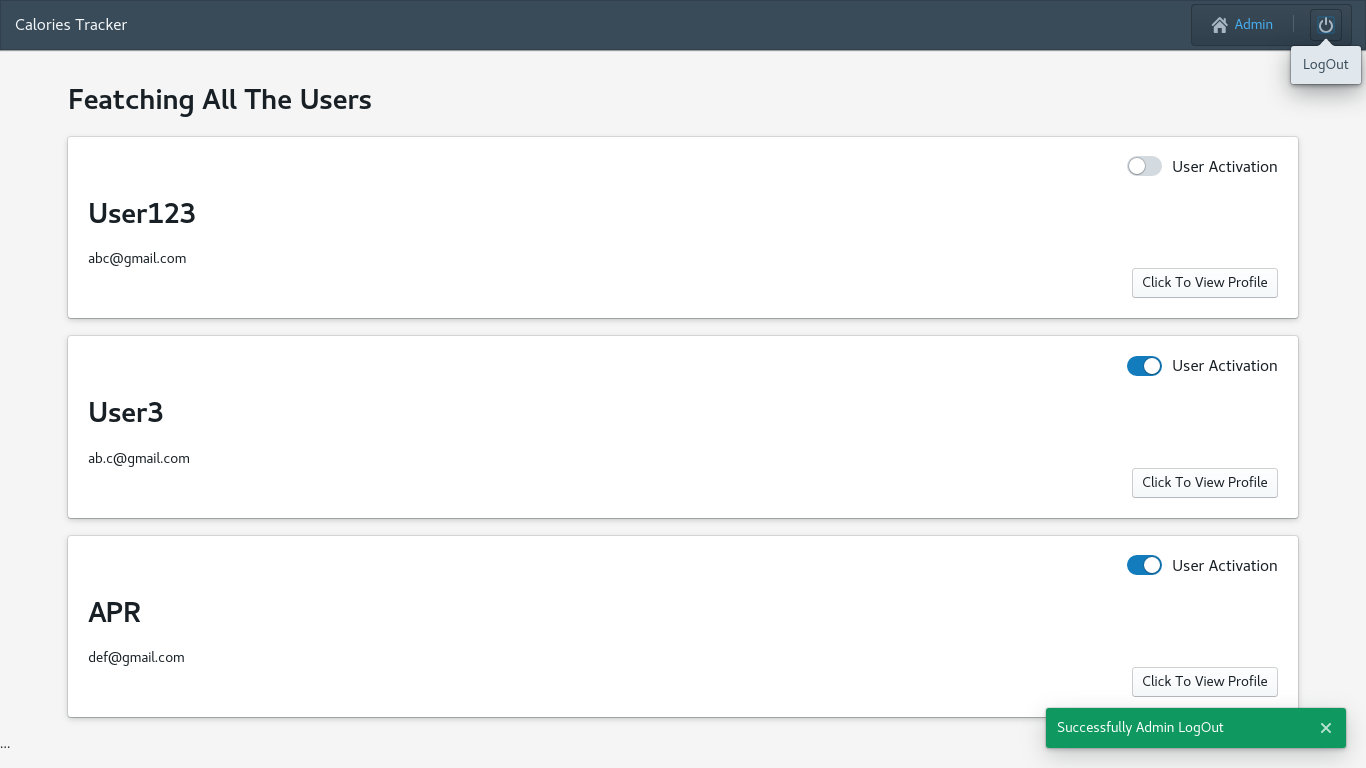 Calories Tracker
Admin
LogOut
Featching All The Users
User Activation
User123
abc@gmail.com
Click To View Profile
User Activation
User3
ab.c@gmail.com
Click To View Profile
User Activation
APR
def@gmail.com
Click To View Profile
Successfully Admin LogOut
...